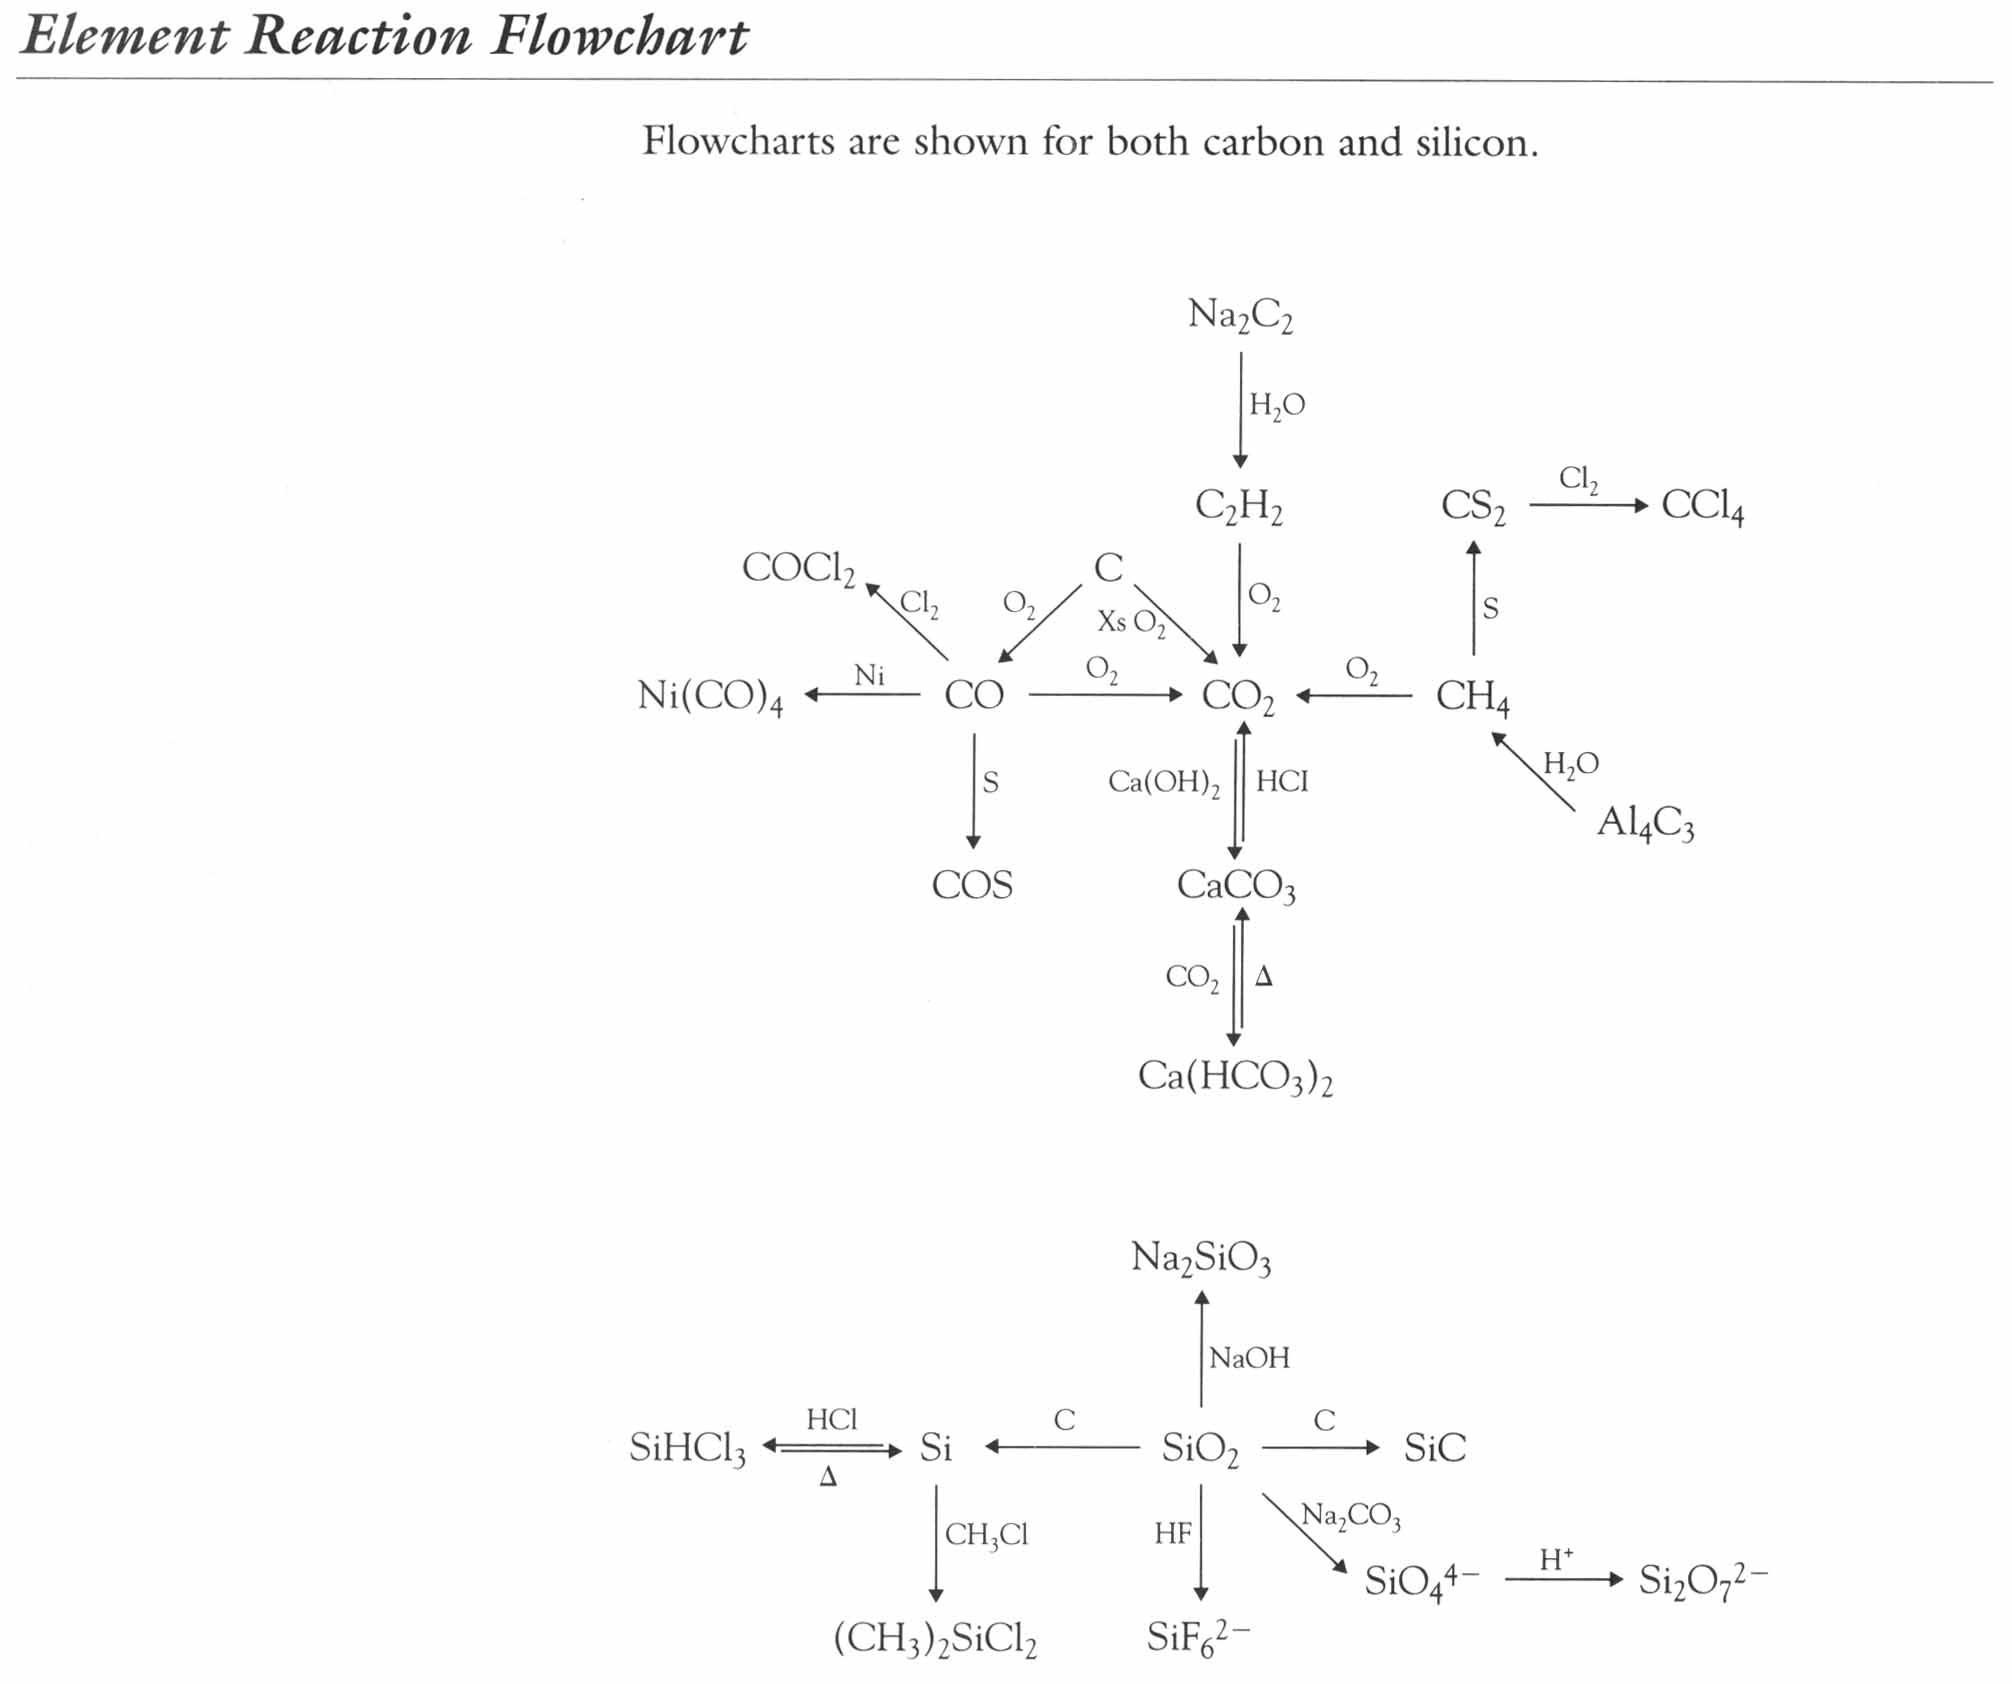 Element Reaction Flowchart
Flowcharts are shown for both carbon and silicon.
Na₂C₂
H₂O
C₂H₂
CS₂ Cl₂ CCl₄
COCl₂ C
Cl₂ O₂ Xs O₂ O₂ S
Ni(CO)₄ Ni CO O₂ CO₂ O₂ CH₄
S Ca(OH)₂ HCl H₂O
Al₄C₃
COS CaCO₃
CO₂ Δ
Ca(HCO₃)₂
Na₂SiO₃
NaOH
SiHCl₃ HCl Δ Si C SiO₂ C SiC
CH₃Cl HF Na₂CO₃
SiO₄⁴⁻ H⁺ Si₂O₇²⁻
(CH₃)₂SiCl₂ SiF₆²⁻